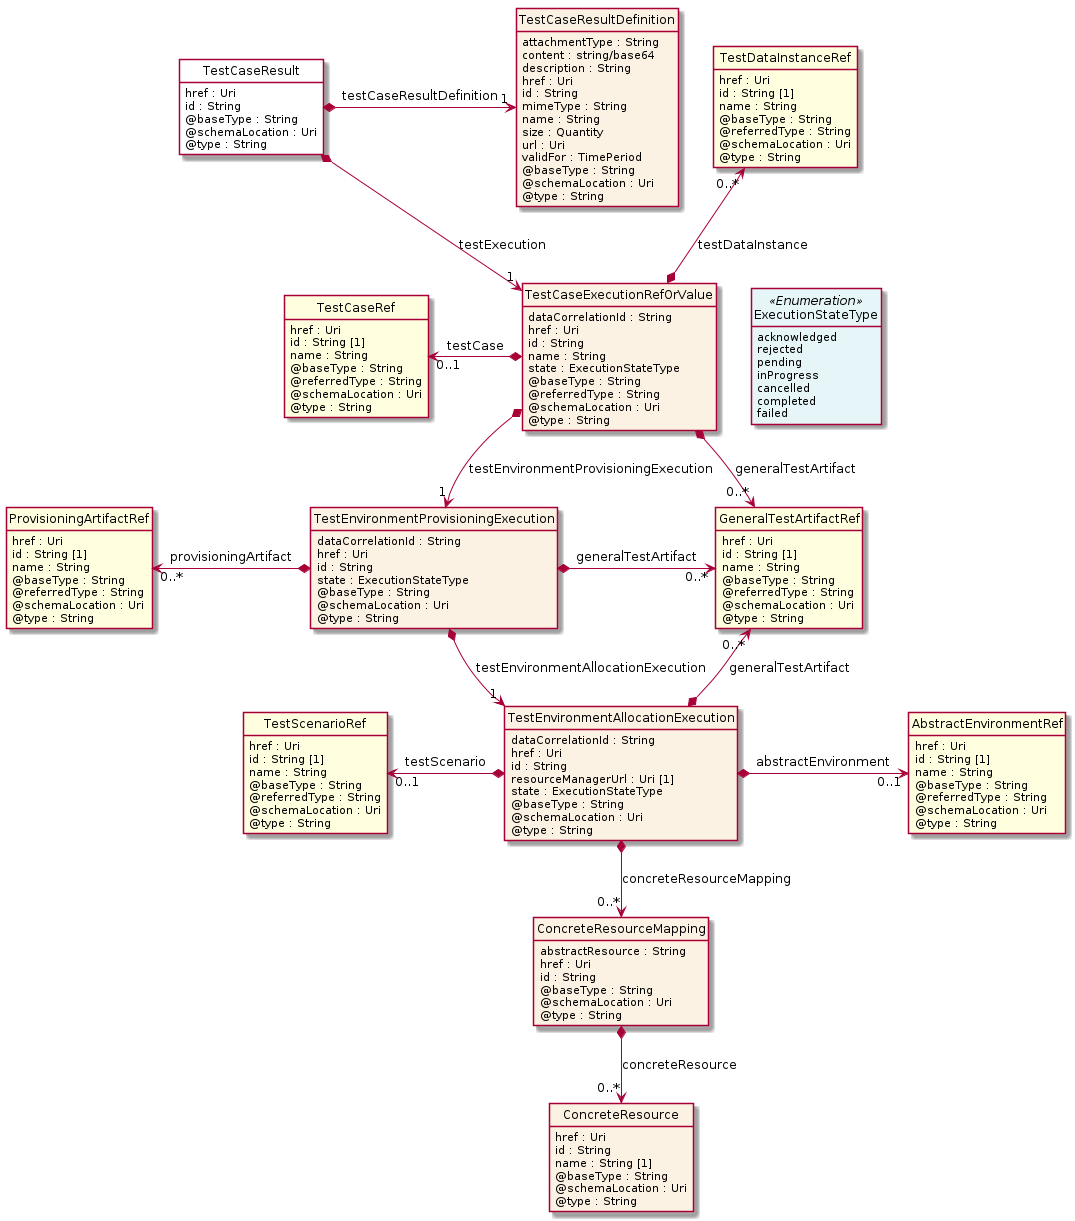 TestCaseResultDefinition
attachmentType : String
content : string/base64
description : String
href : Uri
id : String
mimeType : String
name : String
size : Quantity
url : Uri
validFor : TimePeriod
@baseType : String
@schemaLocation : Uri
@type : String
TestCaseResult
href : Uri
id : String
@baseType : String
@schemaLocation : Uri
@type : String
testCaseResultDefinition
1
TestDataInstanceRef
href : Uri
id : String [1]
name : String
@baseType : String
@referredType : String
@schemaLocation : Uri
@type : String
0..*
testExecution
1
testDataInstance
TestCaseExecutionRefOrValue
dataCorrelationId : String
href : Uri
id : String
name : String
state : ExecutionStateType
@baseType : String
@referredType : String
@schemaLocation : Uri
@type : String
TestCaseRef
href : Uri
id : String [1]
name : String
@baseType : String
@referredType : String
@schemaLocation : Uri
@type : String
testCase
0..1
«Enumeration»
ExecutionStateType
acknowledged
rejected
pending
inProgress
cancelled
completed
failed
testEnvironmentProvisioningExecution
1
generalTestArtifact
0..*
ProvisioningArtifactRef
href : Uri
id : String [1]
name : String
@baseType : String
@referredType : String
@schemaLocation : Uri
@type : String
provisioningArtifact
0..*
TestEnvironmentProvisioningExecution
dataCorrelationId : String
href : Uri
id : String
state : ExecutionStateType
@baseType : String
@schemaLocation : Uri
@type : String
generalTestArtifact
0..*
GeneralTestArtifactRef
href : Uri
id : String [1]
name : String
@baseType : String
@referredType : String
@schemaLocation : Uri
@type : String
0..*
testEnvironmentAllocationExecution
1
generalTestArtifact
TestScenarioRef
href : Uri
id : String [1]
name : String
@baseType : String
@referredType : String
@schemaLocation : Uri
@type : String
testScenario
0..1
TestEnvironmentAllocationExecution
dataCorrelationId : String
href : Uri
id : String
resourceManagerUrl : Uri [1]
state : ExecutionStateType
@baseType : String
@schemaLocation : Uri
@type : String
abstractEnvironment
0..1
AbstractEnvironmentRef
href : Uri
id : String [1]
name : String
@baseType : String
@referredType : String
@schemaLocation : Uri
@type : String
concreteResourceMapping
0..*
ConcreteResourceMapping
abstractResource : String
href : Uri
id : String
@baseType : String
@schemaLocation : Uri
@type : String
concreteResource
0..*
ConcreteResource
href : Uri
id : String
name : String [1]
@baseType : String
@schemaLocation : Uri
@type : String